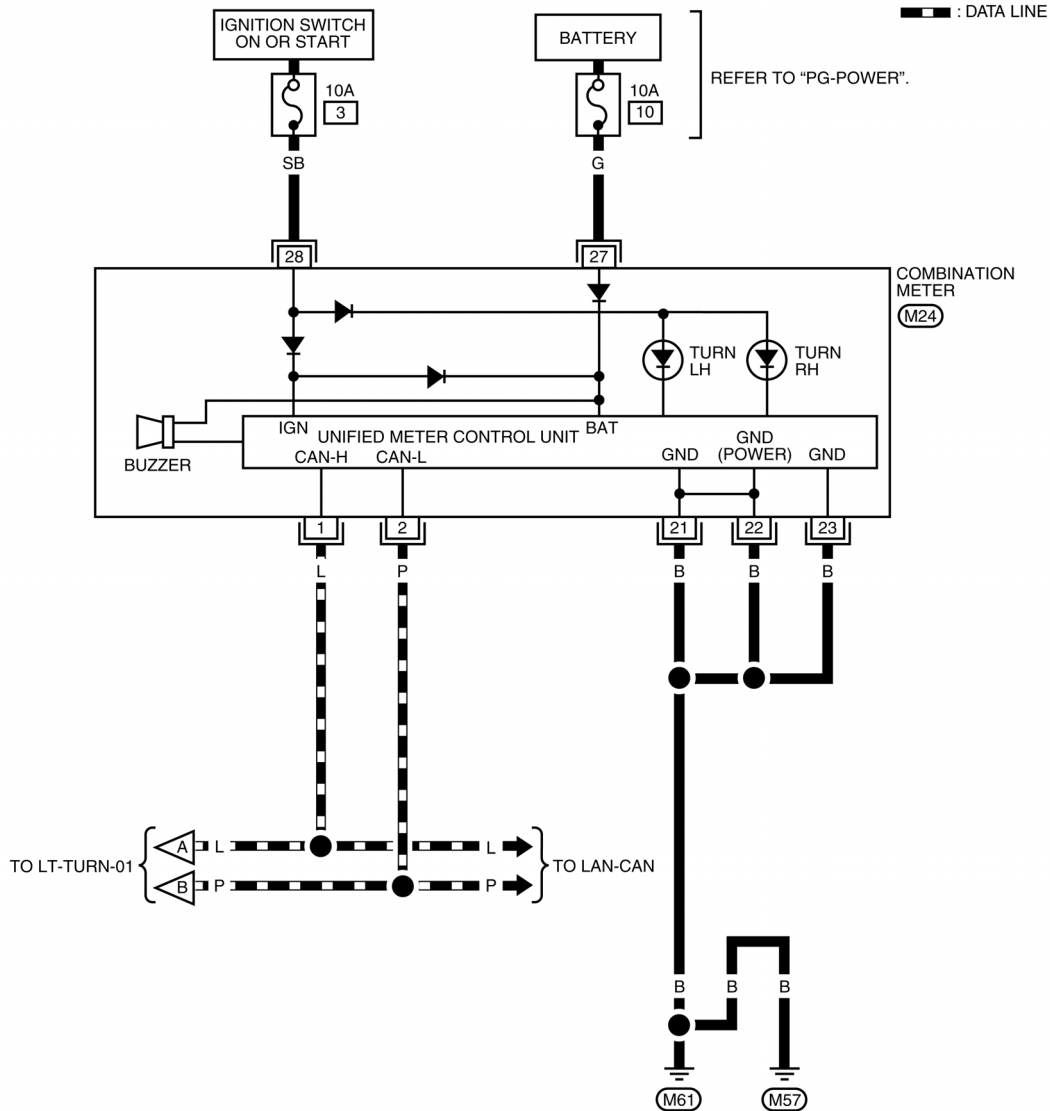 : DATA LINE
IGNITION SWITCH
ON OR START
BATTERY
REFER TO “PG-POWER”.
10A
3
10A
10
SB
G
28
27
COMBINATION
METER
M24
TURN
LH
TURN
RH
BUZZER
IGN
UNIFIED METER CONTROL UNIT
BAT
CAN-H
CAN-L
GND
GND
(POWER)
GND
1
2
21
22
23
L
P
B
B
B
TO LT-TURN-01
A
L
L
B
P
P
TO LAN-CAN
B
B
B
M61
M57